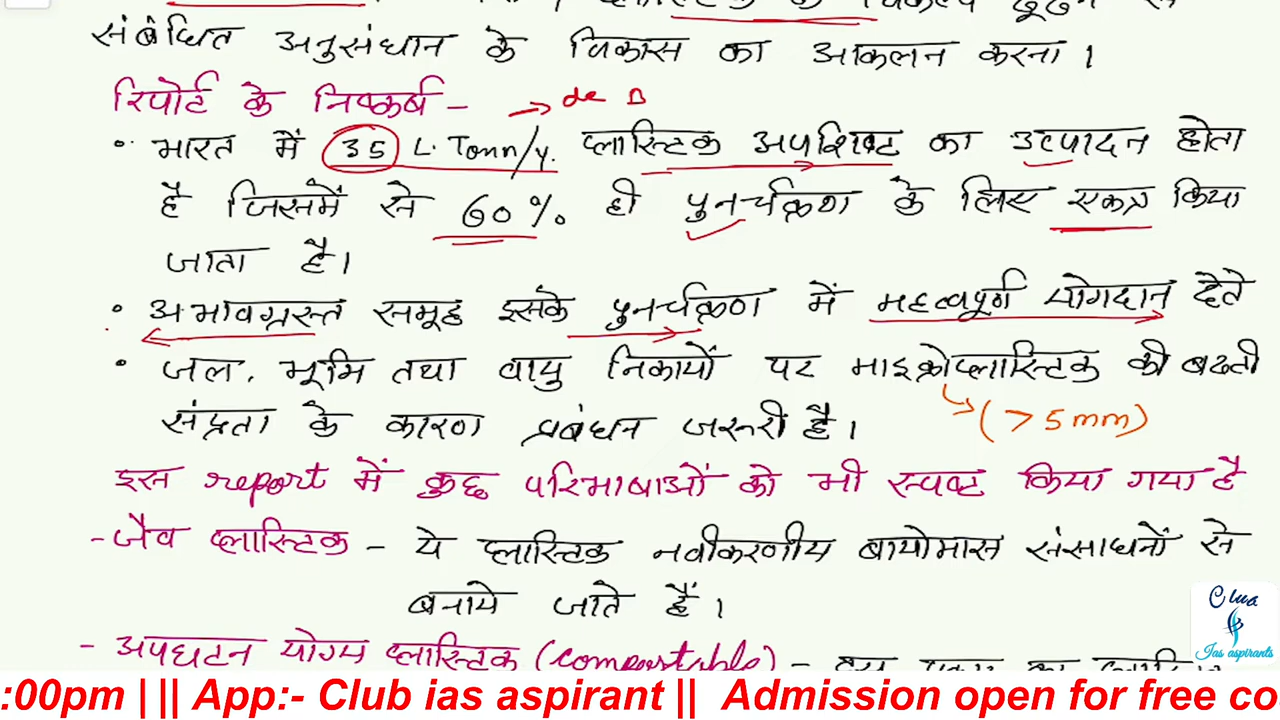 संबंधित अनुसंधान के विकास का आकलन करना।
रिपोर्ट के निष्कर्ष -
• भारत में 35 L. Tonn/y. प्लास्टिक अपशिष्ट का उत्पादन होता
है जिसमें से 60% ही पुनर्चक्रण के लिए एकत्र किया
जाता है।
• अभावग्रस्त समूह इसके पुनर्चक्रण में महत्वपूर्ण योगदान देते
• जल, भूमि तथा वायु निकायों पर माइक्रोप्लास्टिक की बढती
संद्रता के कारण प्रबंधन जरूरी है।
(> 5 mm)
इस report में कुछ परिभाषाओं को भी स्पष्ट किया गया है
- जैव प्लास्टिक - ये प्लास्टिक नवीकरणीय बायोमास संसाधनों से
बनाये जाते हैं।
- अपघटन योग्य प्लास्टिक (compostable) -
Club
Ias aspirants
:00pm | || App:- Club ias aspirant || Admission open for free co